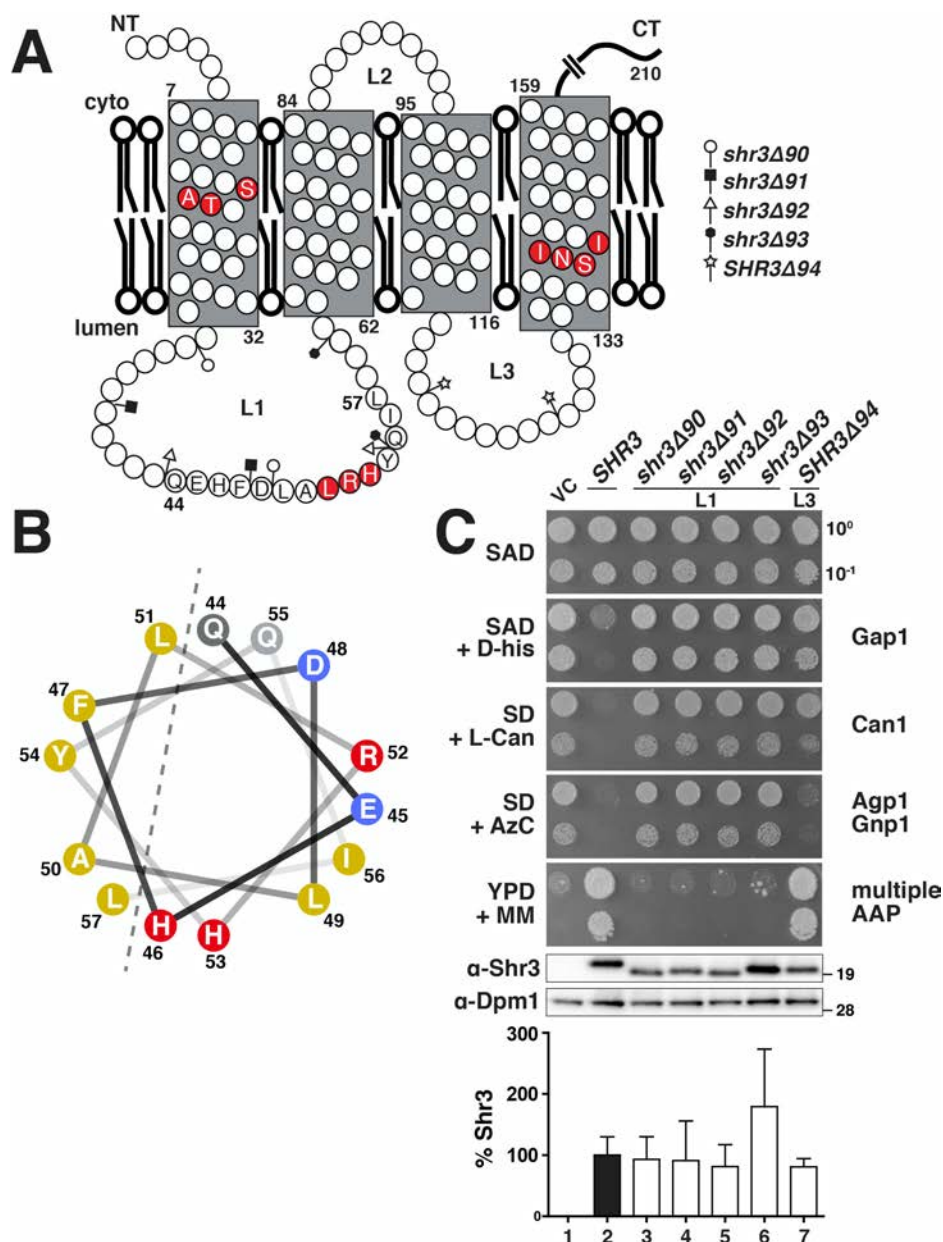 A
NT
CT
210
L2
7
84
95
159
cyto
A T S
I N S I
lumen
32
62
116
133
L1
L3
57
L I Q Y
Q E H F D L A L R H
44
shr3Δ90
shr3Δ91
shr3Δ92
shr3Δ93
SHR3Δ94
B
51
44
55
48
L
Q
Q
D
47
F
54
Y
R
52
E
45
50
A
I
56
57
L
L
49
H
46
H
53
C
VC
SHR3
shr3Δ90
shr3Δ91
shr3Δ92
shr3Δ93
SHR3Δ94
L1
L3
SAD
10⁰
10⁻¹
SAD
+ D-his
Gap1
SD
+ L-Can
Can1
SD
+ AzC
Agp1
Gnp1
YPD
+ MM
multiple
AAP
α-Shr3
19
α-Dpm1
28
% Shr3
300
200
100
0
1 2 3 4 5 6 7